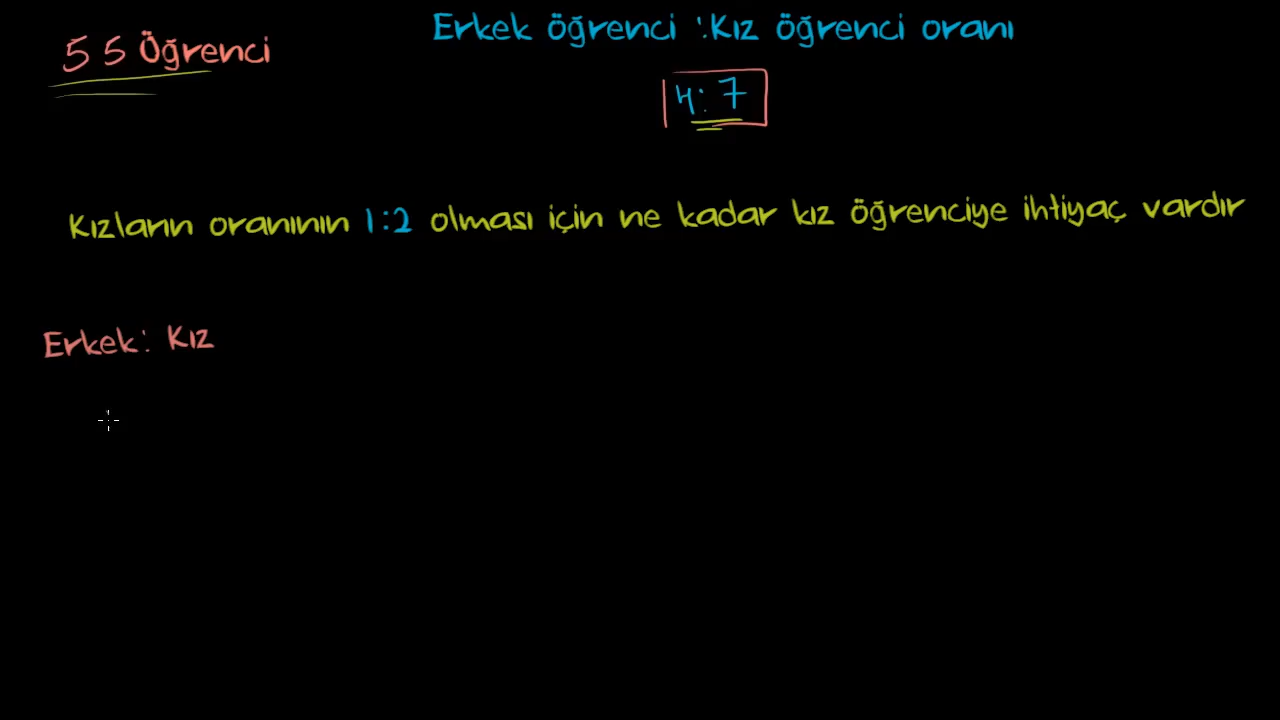 55 Öğrenci
Erkek öğrenci :Kız öğrenci oranı
4:7
Kızların oranının 1:2 olması için ne kadar kız öğrenciye ihtiyaç vardır
Erkek: Kız